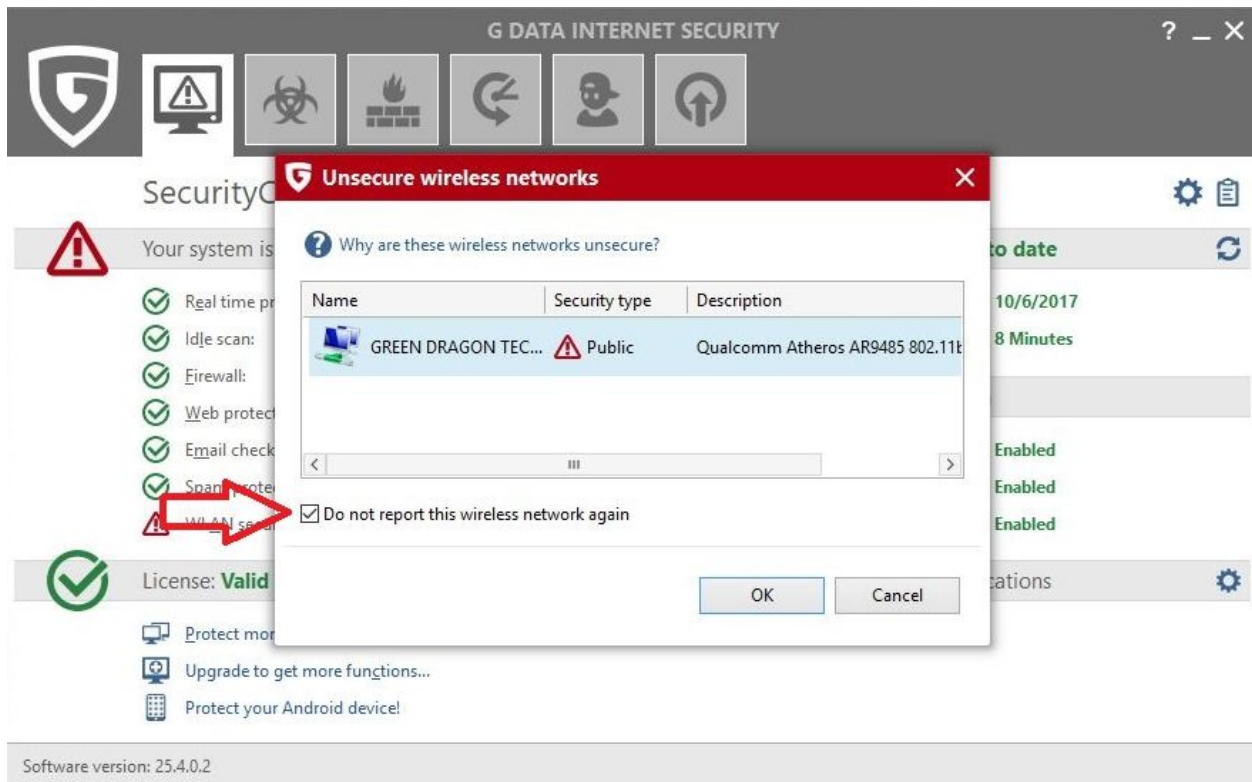 G DATA INTERNET SECURITY
? _ X
SecurityC
Unsecure wireless networks
Your system is
Why are these wireless networks unsecure?
to date
Name Security type Description
Real time pr
10/6/2017
GREEN DRAGON TEC... Public Qualcomm Atheros AR9485 802.11b
Idle scan:
8 Minutes
Firewall:
Web protect
Email check
Enabled
Spam prote
Enabled
Do not report this wireless network again
WLAN secur
Enabled
License: Valid
cations
OK Cancel
Protect mor
Upgrade to get more functions...
Protect your Android device!
Software version: 25.4.0.2